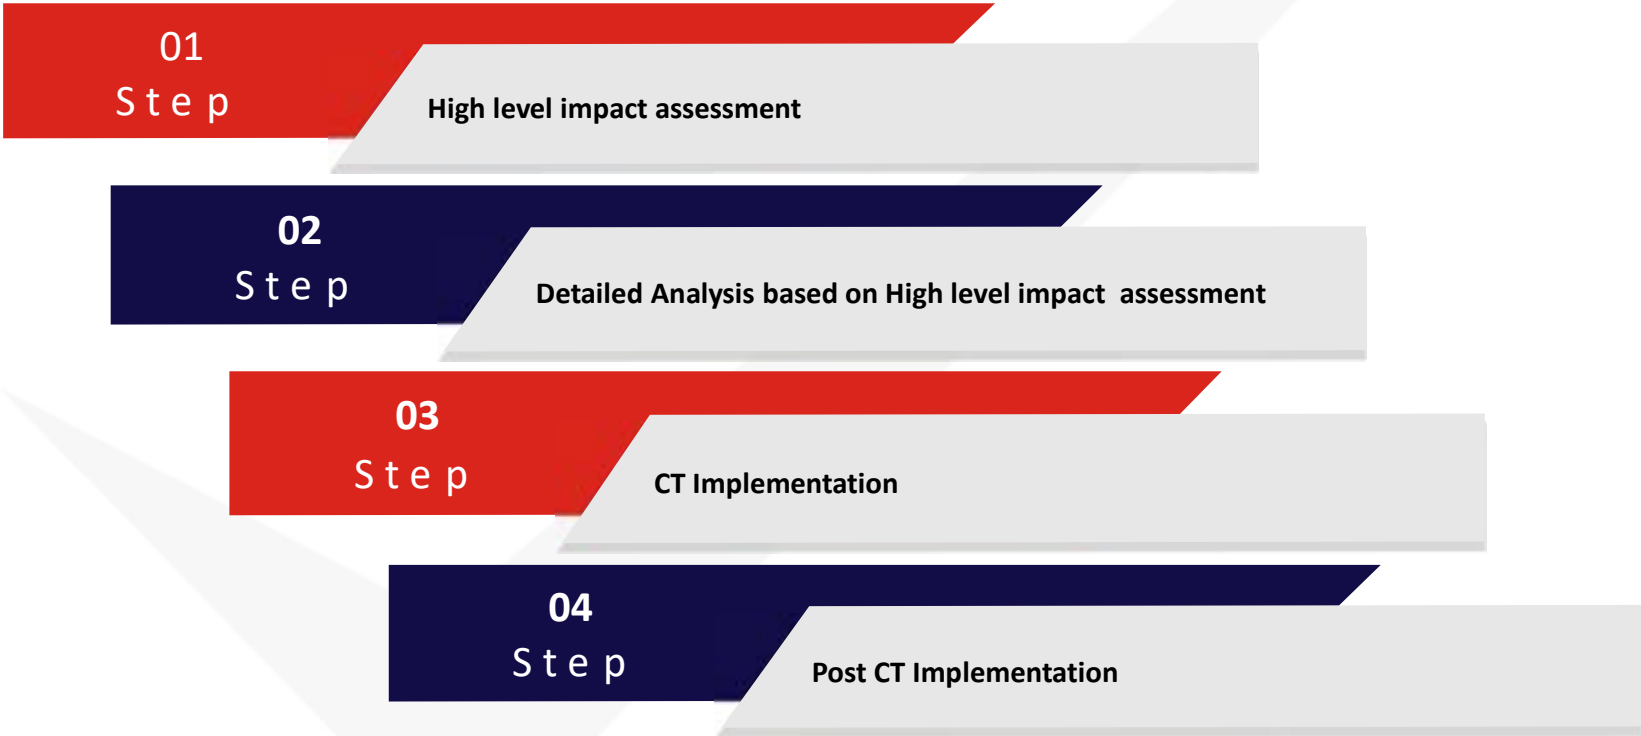 01
Step
High level impact assessment
02
Step
Detailed Analysis based on High level impact assessment
03
Step
CT Implementation
04
Step
Post CT Implementation